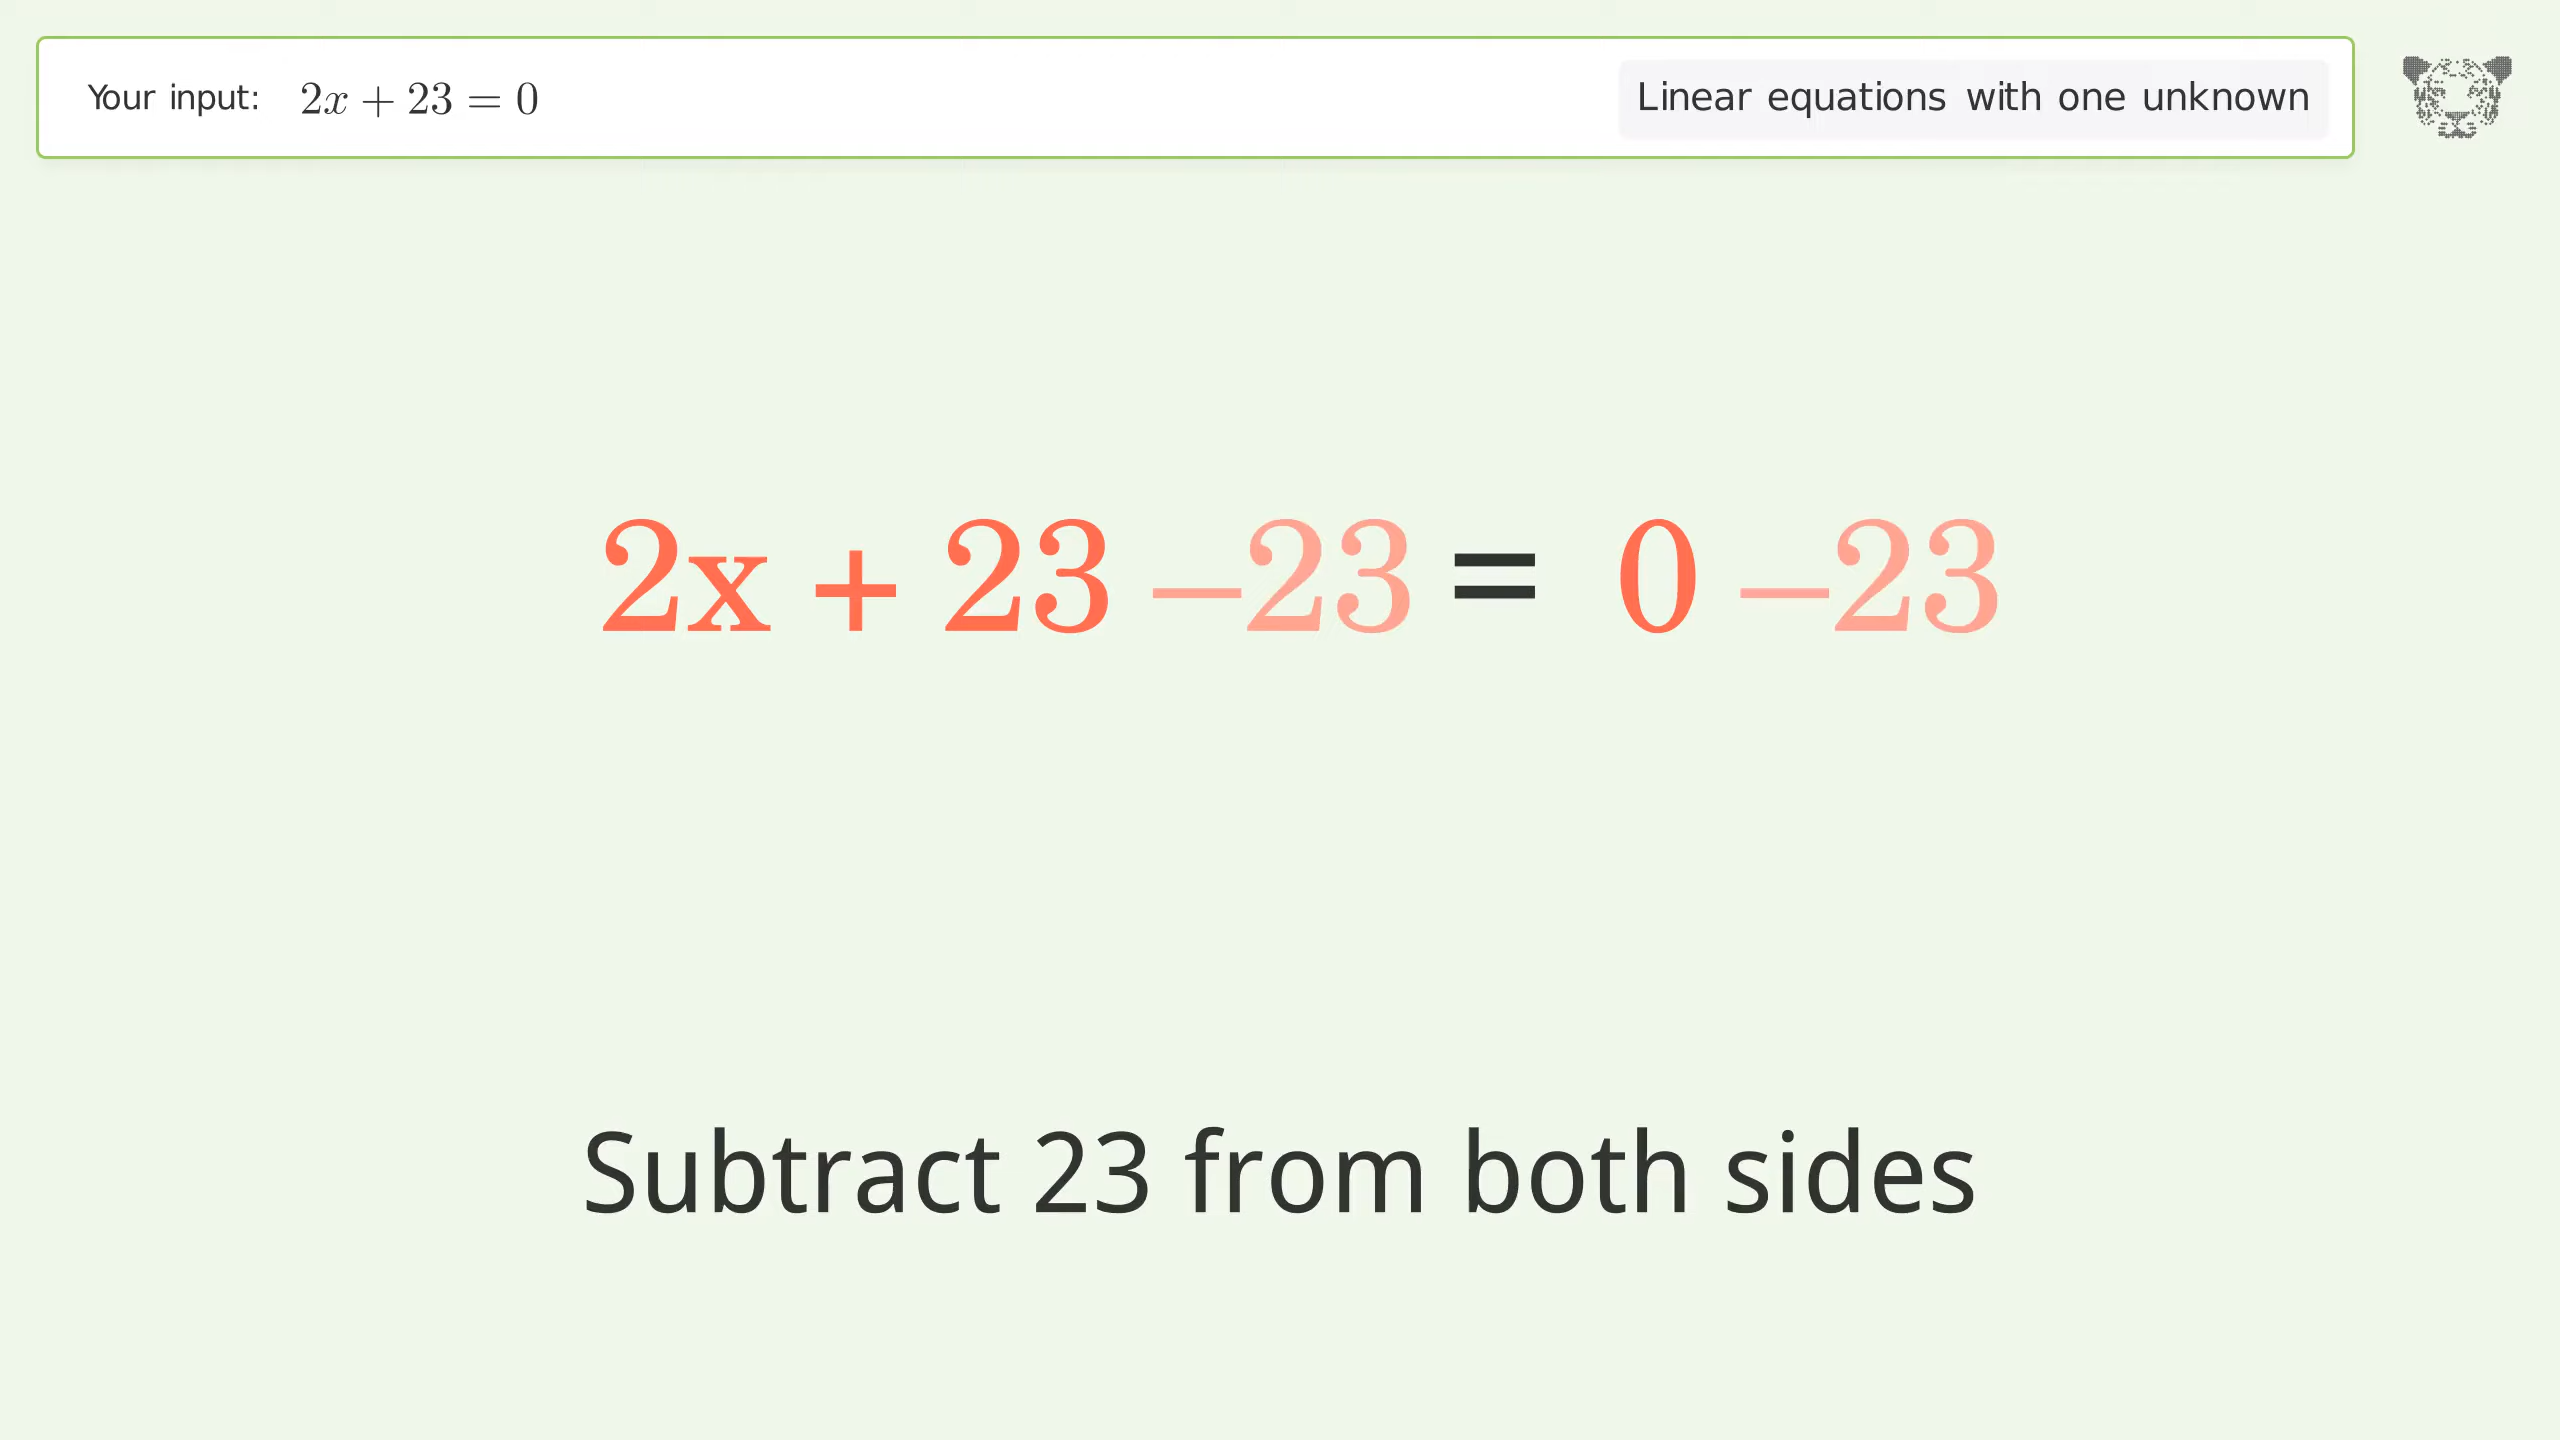 Your input: 2x + 23 = 0
Linear equations with one unknown
2x + 23 –23 = 0 –23
Subtract 23 from both sides